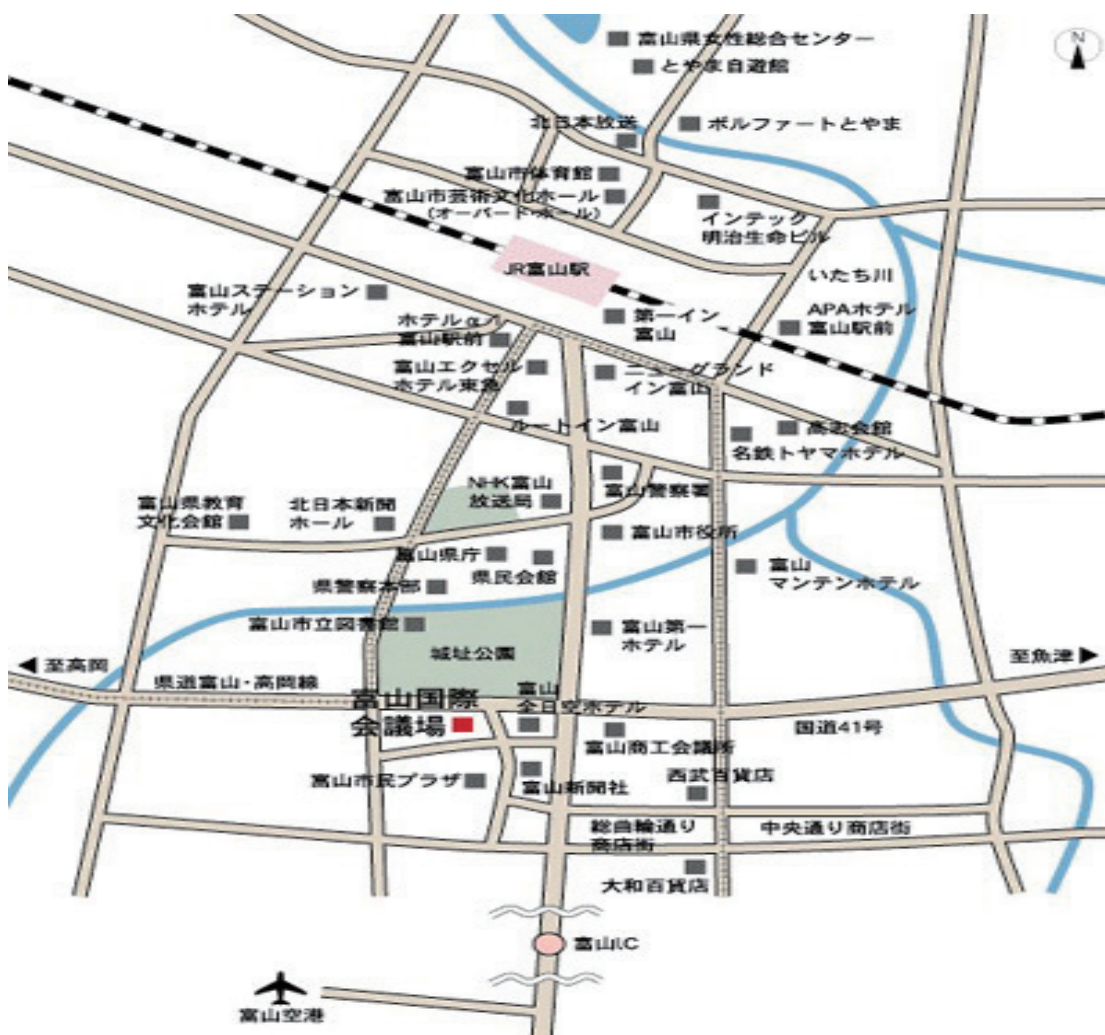 富山県女性総合センター
とやま自遊館
N
北日本放送
ボルファートとやま
富山市体育館
富山市芸術文化ホール
(オーバード・ホール)
インテック
明治生命ビル
JR富山駅
いたち川
富山ステーション
ホテル
第一イン
富山
APAホテル
富山駅前
ホテルα
富山駅前
富山エクセル
ホテル東急
ニューグランド
イン富山
ルートイン富山
高志会館
名鉄トヤマホテル
NHK富山
放送局
富山警察署
富山県教育
文化会館
北日本新聞
ホール
富山市役所
富山県庁
県民会館
富山
マンテンホテル
県警察本部
富山市立図書館
富山第一
ホテル
城址公園
至高岡
至魚津
県道富山・高岡線
富山国際
会議場
富山
全日空ホテル
富山商工会議所
国道41号
富山市民プラザ
富山新聞社
西武百貨店
総曲輪通り
商店街
中央通り商店街
大和百貨店
富山I.C
富山空港